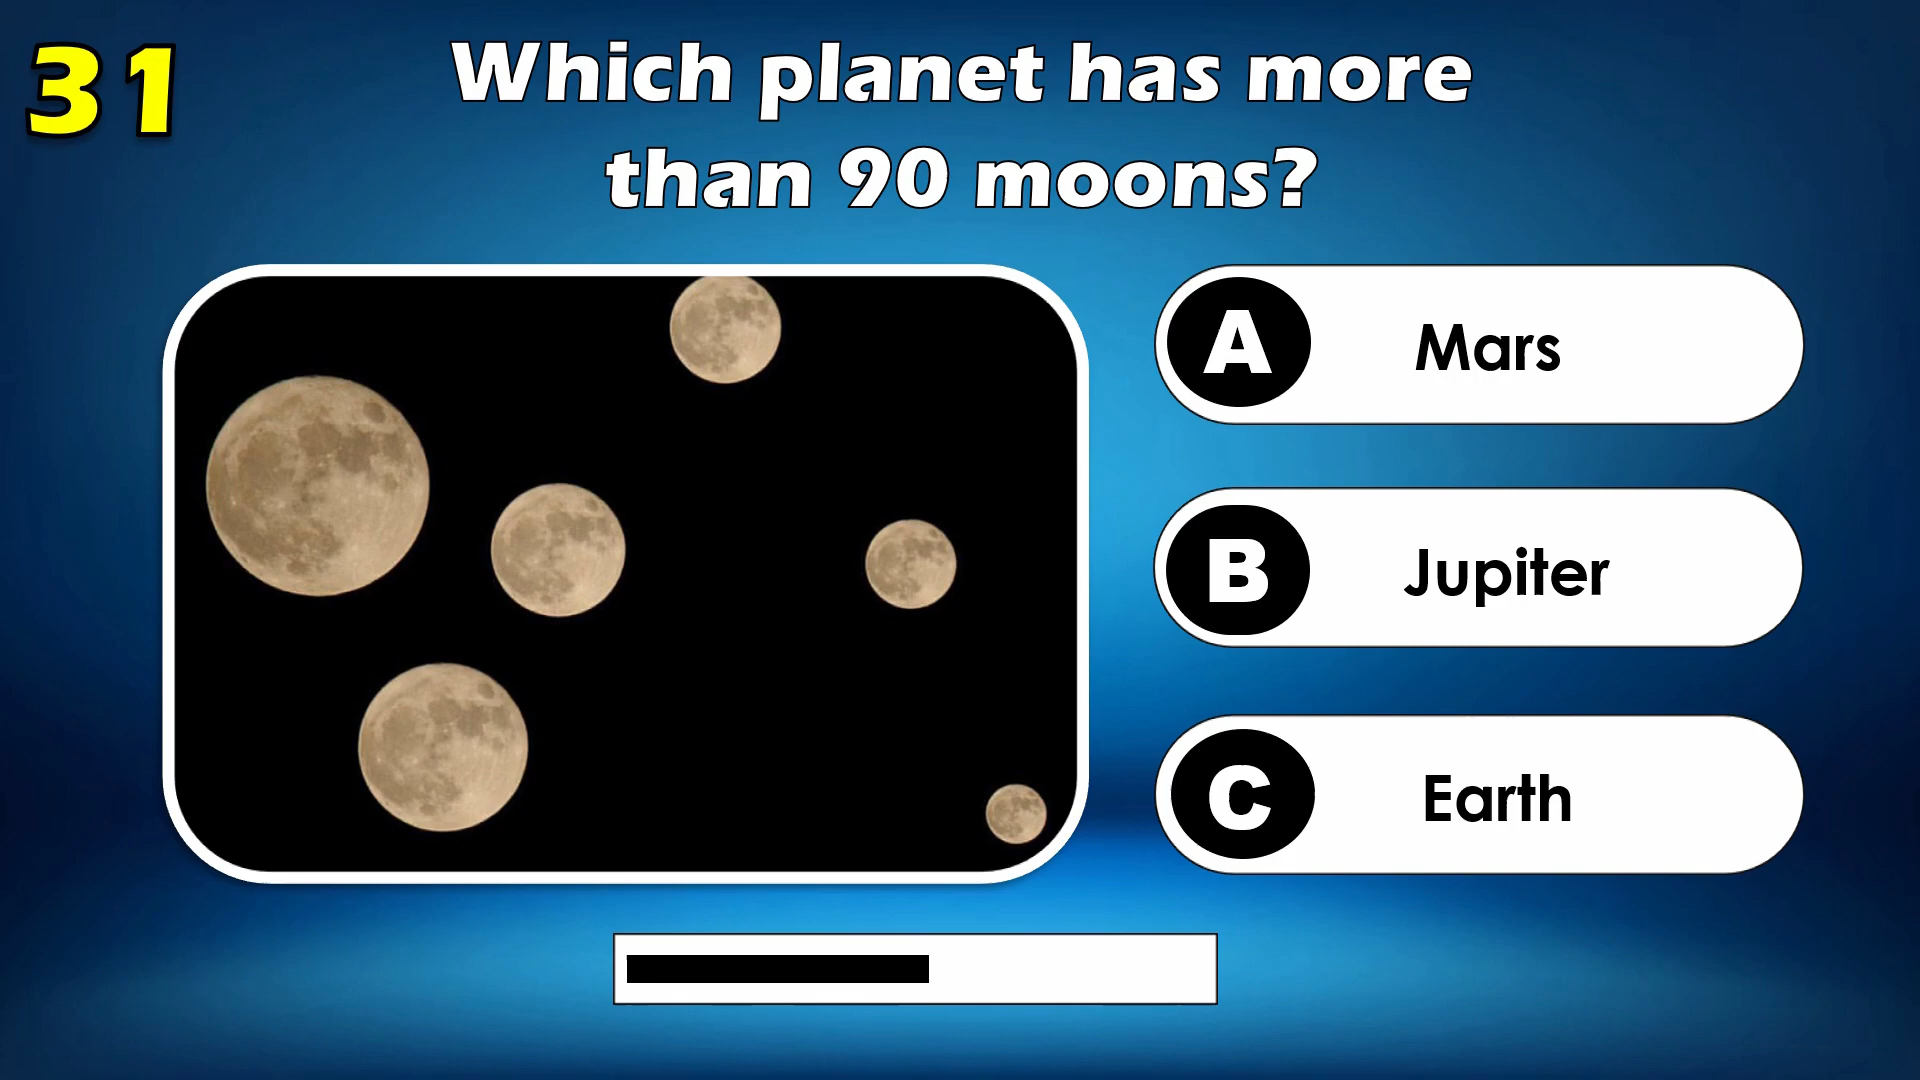 31
Which planet has more
than 90 moons?
A Mars
B Jupiter
C Earth